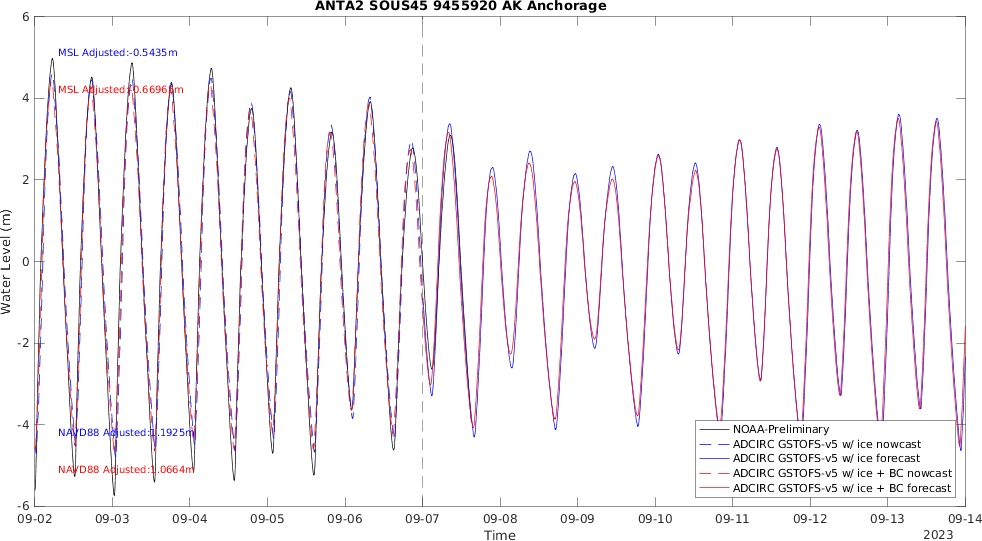 ANTA2 SOUS45 9455920 AK Anchorage
6
4
2
0
-2
-4
-6
Water Level (m)
MSL Adjusted:-0.5435m
NAVD88 Adjusted:1.1925m
NAVD88 Adjusted:1.0664m
NOAA-Preliminary
ADCIRC GSTOFS-v5 w/ ice nowcast
ADCIRC GSTOFS-v5 w/ ice forecast
ADCIRC GSTOFS-v5 w/ ice + BC nowcast
ADCIRC GSTOFS-v5 w/ ice + BC forecast
09-02 09-03 09-04 09-05 09-06 09-07 09-08 09-09 09-10 09-11 09-12 09-13 09-14
Time
2023